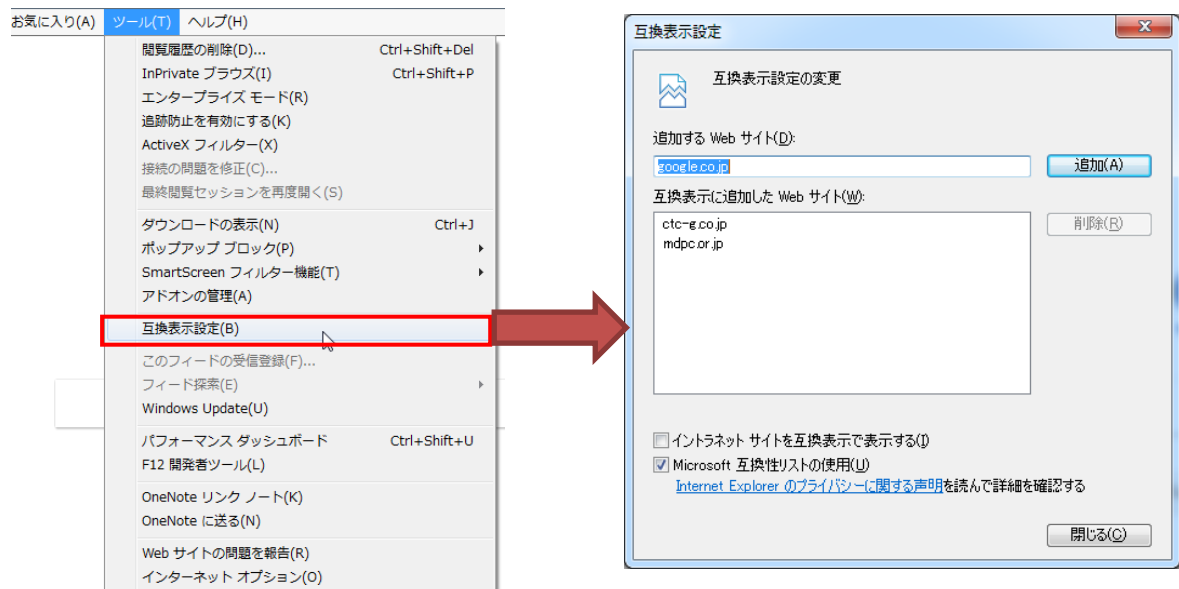 お気に入り(A) ツール(T) ヘルプ(H)
閲覧履歴の削除(D)... Ctrl+Shift+Del
InPrivate ブラウズ(I) Ctrl+Shift+P
エンタープライズ モード(R)
追跡防止を有効にする(K)
ActiveX フィルター(X)
接続の問題を修正(C)...
最終閲覧セッションを再度開く(S)
ダウンロードの表示(N) Ctrl+J
ポップアップ ブロック(P)
SmartScreen フィルター機能(T)
アドオンの管理(A)
互換表示設定(B)
このフィードの受信登録(F)...
フィード探索(E)
Windows Update(U)
パフォーマンス ダッシュボード Ctrl+Shift+U
F12 開発者ツール(L)
OneNote リンク ノート(K)
OneNote に送る(N)
Web サイトの問題を報告(R)
インターネット オプション(O)
互換表示設定
互換表示設定の変更
追加する Web サイト(D):
google.co.jp 追加(A)
互換表示に追加した Web サイト(W):
ctc-g.co.jp 削除(R)
mdpc.or.jp
イントラネット サイトを互換表示で表示する(I)
Microsoft 互換性リストの使用(U)
Internet Explorer のプライバシーに関する声明を読んで詳細を確認する
閉じる(C)